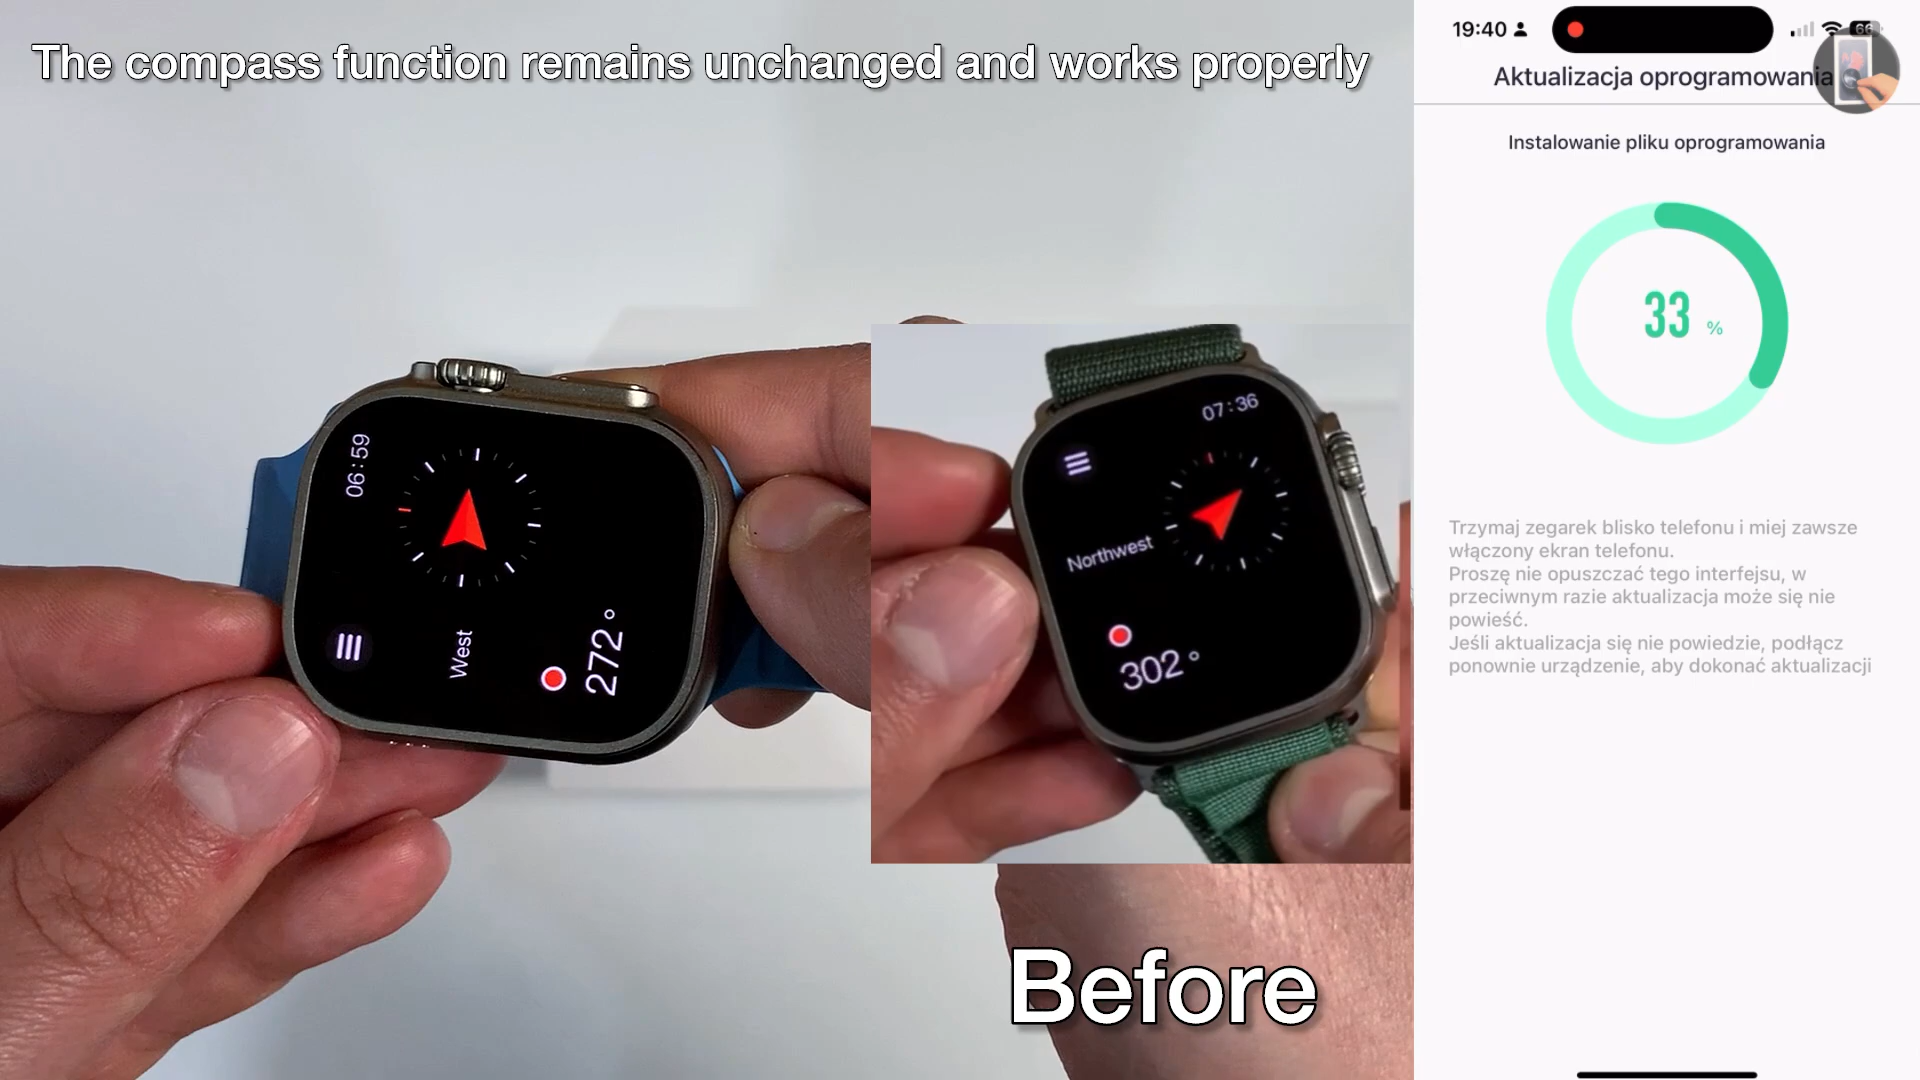 The compass function remains unchanged and works properly
06:59
West
272°
07:36
Northwest
302°
Before
19:40
66
Aktualizacja oprogramowania
Instalowanie pliku oprogramowania
33 %
Trzymaj zegarek blisko telefonu i miej zawsze
włączony ekran telefonu.
Proszę nie opuszczać tego interfejsu, w
przeciwnym razie aktualizacja może się nie
powieść.
Jeśli aktualizacja się nie powiedzie, podłącz
ponownie urządzenie, aby dokonać aktualizacji